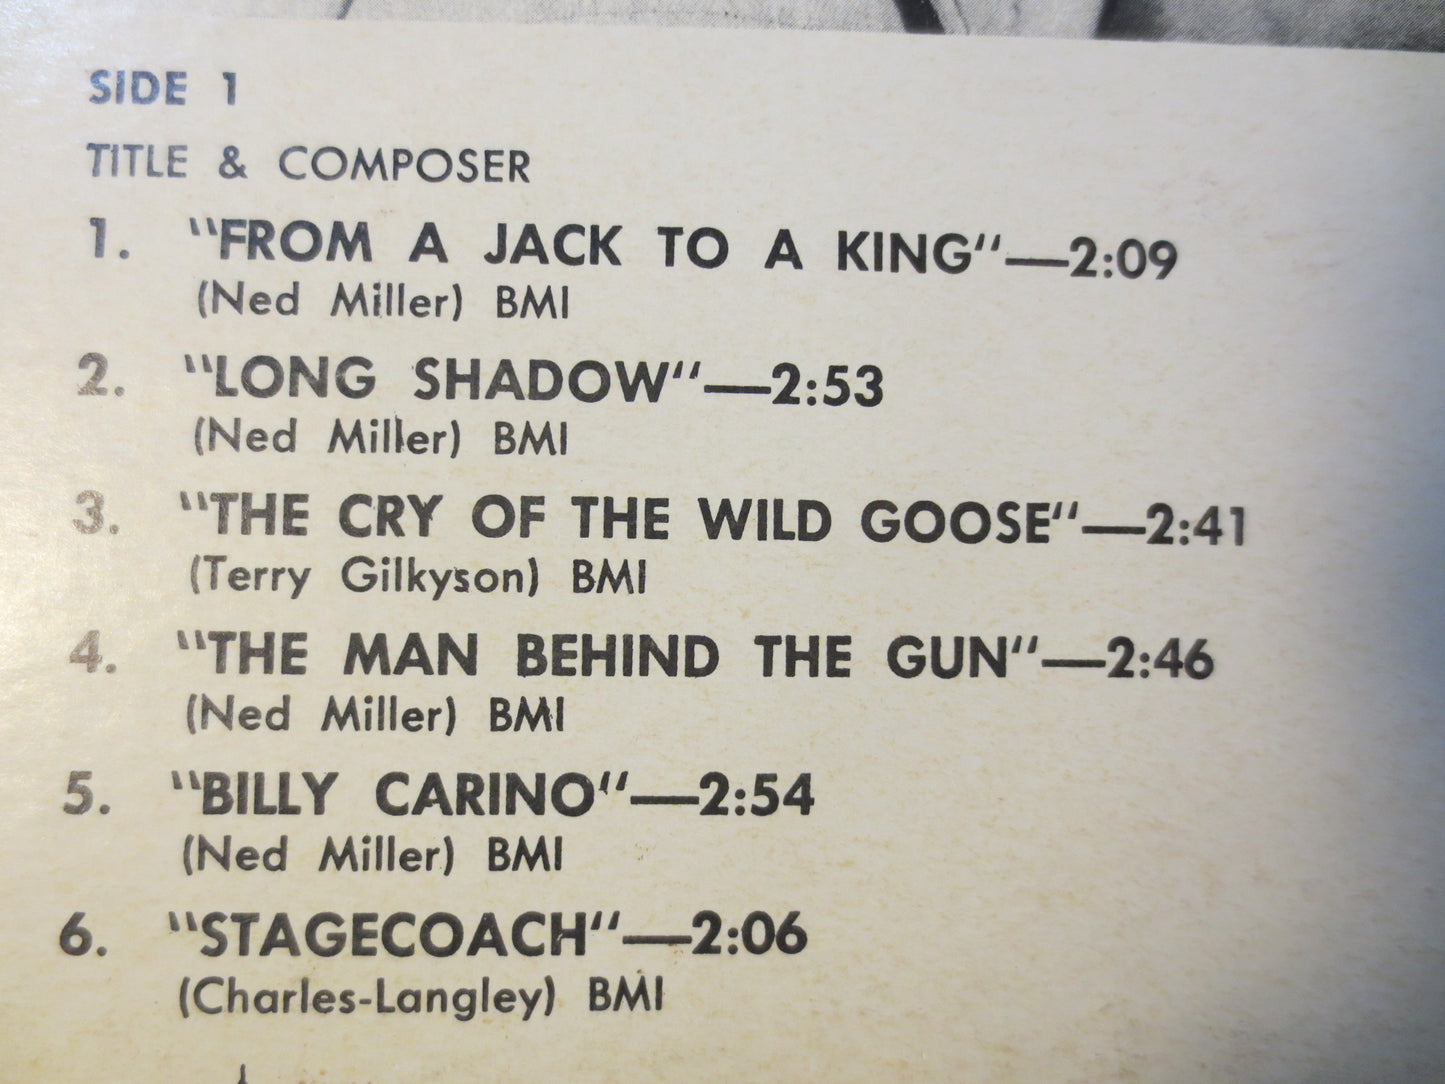 SIDE 1
TITLE & COMPOSER
1. "FROM A JACK TO A KING"—2:09
(Ned Miller) BMI
2. "LONG SHADOW"—2:53
(Ned Miller) BMI
3. "THE CRY OF THE WILD GOOSE"—2:41
(Terry Gilkyson) BMI
4. "THE MAN BEHIND THE GUN"—2:46
(Ned Miller) BMI
5. "BILLY CARINO"—2:54
(Ned Miller) BMI
6. "STAGECOACH"—2:06
(Charles-Langley) BMI